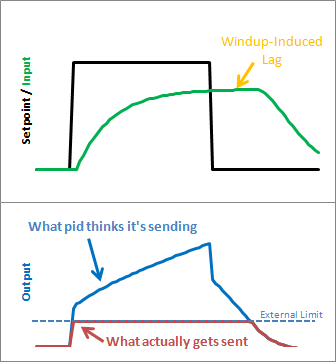 Windup-Induced
Lag
Setpoint / Input
What pid thinks it's sending
Output
External Limit
What actually gets sent